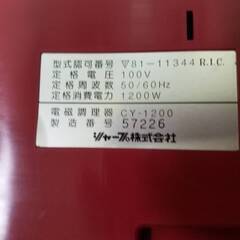 型式認可番号 ▽81-11344 R.I.C.
定格電圧 100V
定格周波数 50/60Hz
定格消費電力 1200W
電磁調理器 CY-1200
製造番号 57226
シャープ株式会社